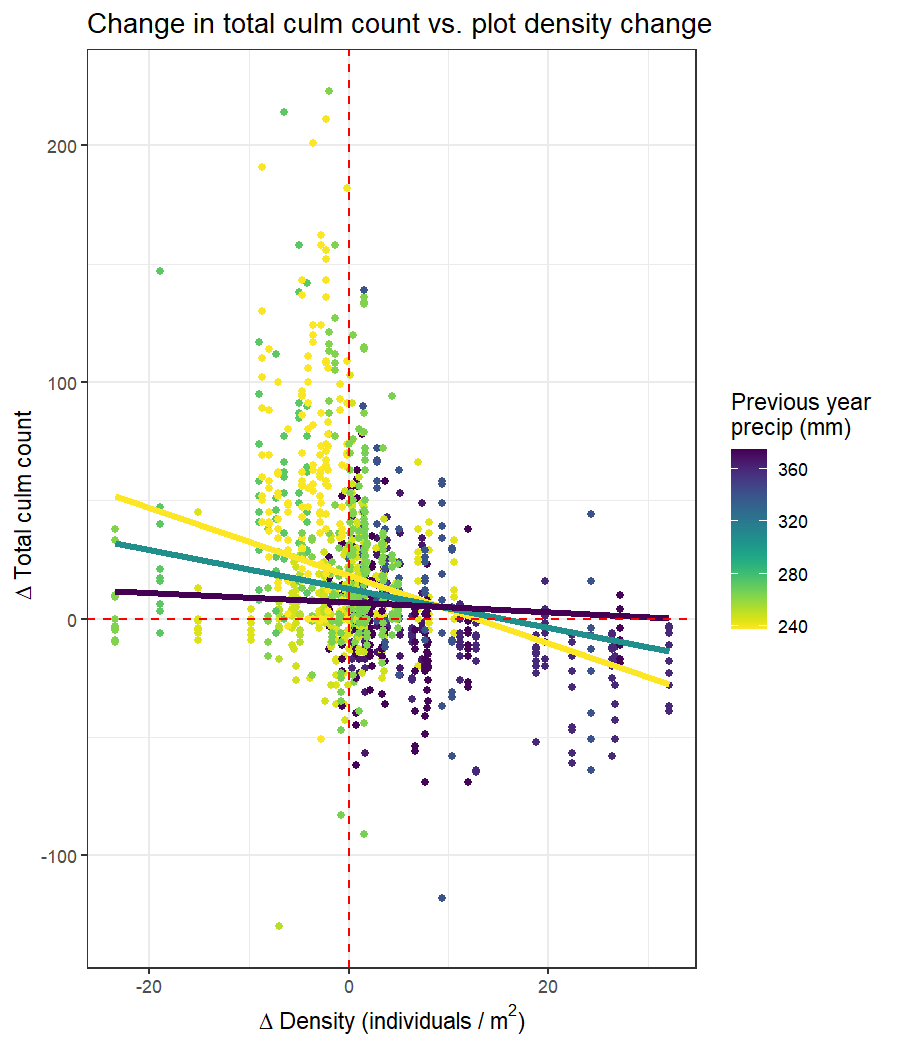 Change in total culm count vs. plot density change
200
100
0
-100
Δ Total culm count
-20
0
20
Δ Density (individuals / m²)
Previous year
precip (mm)
360
320
280
240